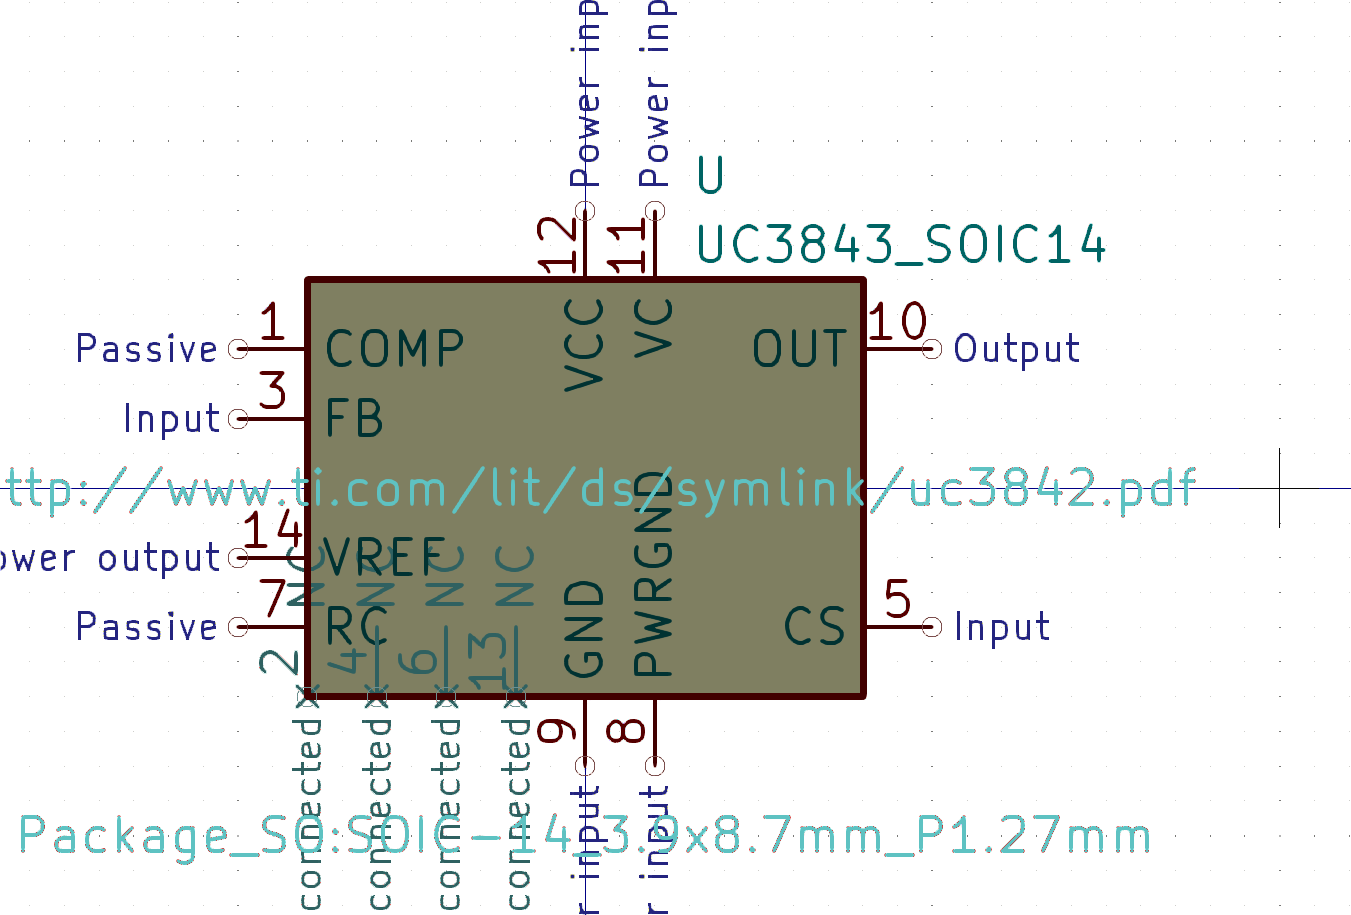 Power inp
Power inp
U
UC3843_SOIC14
12
11
1
Passive
COMP
VCC
VC
OUT
10
Output
3
Input
FB
ttp://www.ti.com/lit/ds/symlink/uc3842.pdf
14
ower output
VREF
NC
NC
NC
NC
7
Passive
RC
GND
PWRGND
CS
5
Input
2
4
6
13
9
8
connected
connected
connected
connected
r input
r input
Package_SO:SOIC-14_3.9x8.7mm_P1.27mm